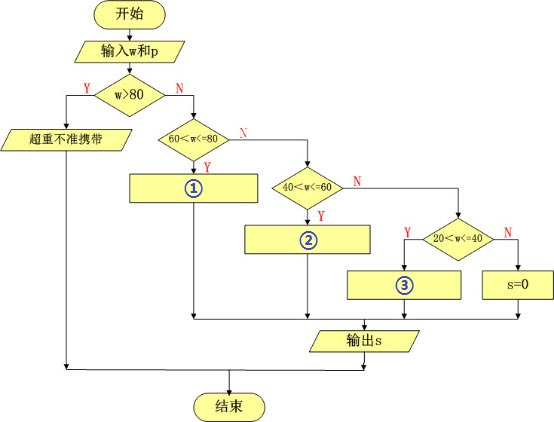 开始
输入w和p
w>80
Y
N
超重不准携带
60<w<=80
N
Y
①
40<w<=60
N
Y
②
20<w<=40
Y
N
③
s=0
输出s
结束